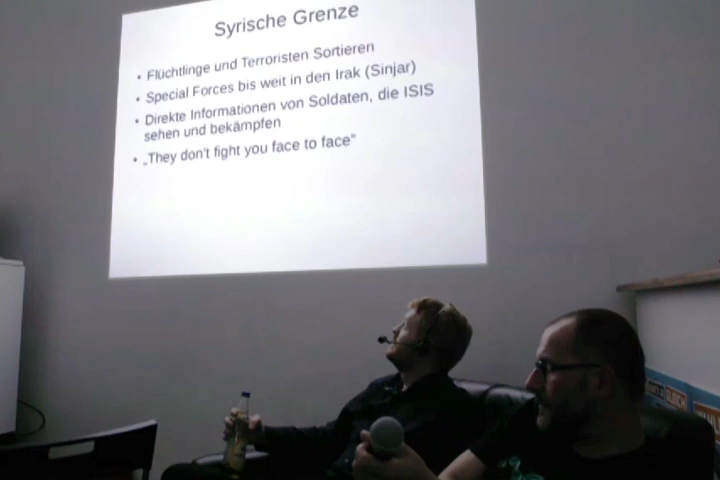 Syrische Grenze
• Flüchtlinge und Terroristen Sortieren
• Special Forces bis weit in den Irak (Sinjar)
• Direkte Informationen von Soldaten, die ISIS
sehen und bekämpfen
• „They don't fight you face to face“